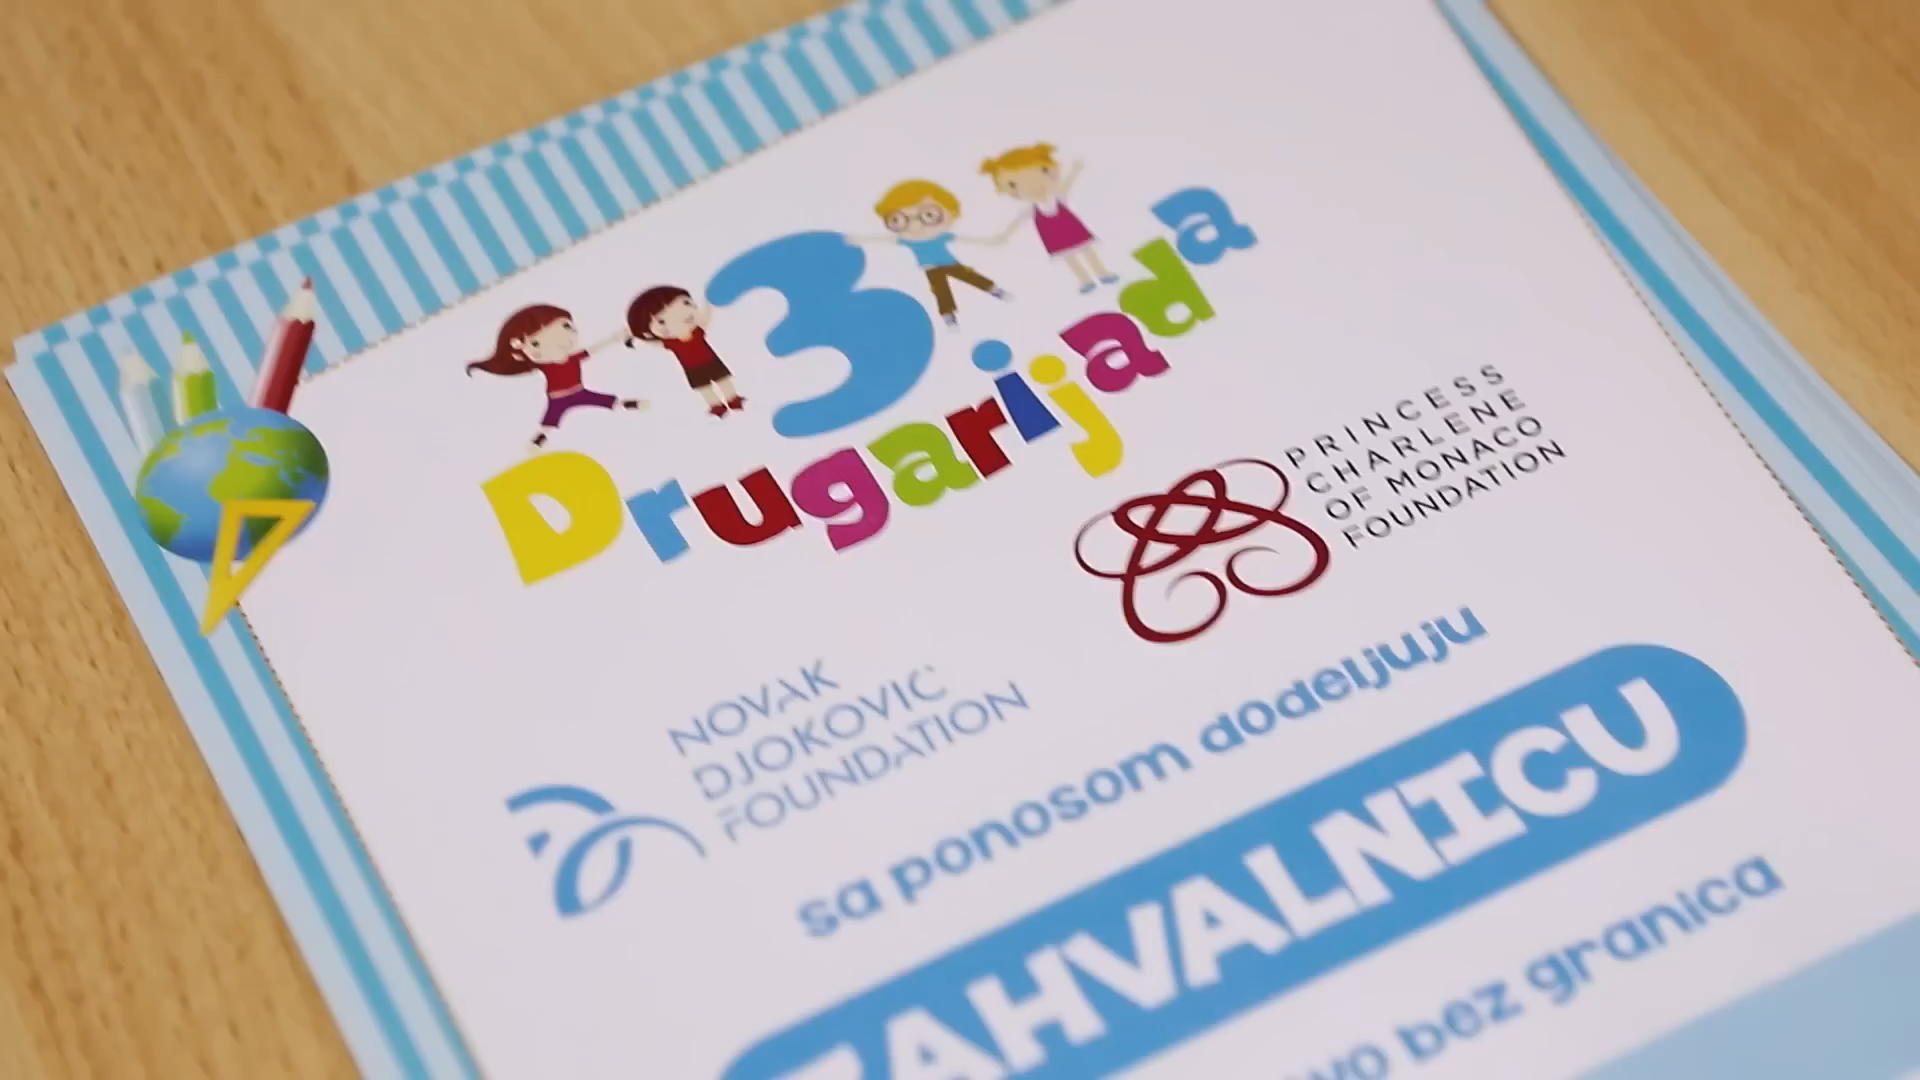 3
Drugarijada
PRINCESS
CHARLENE
OF MONACO
FOUNDATION
NOVAK
DJOKOVIC
FOUNDATION
sa ponosom dodeljuju
ZAHVALNICU
bez granica